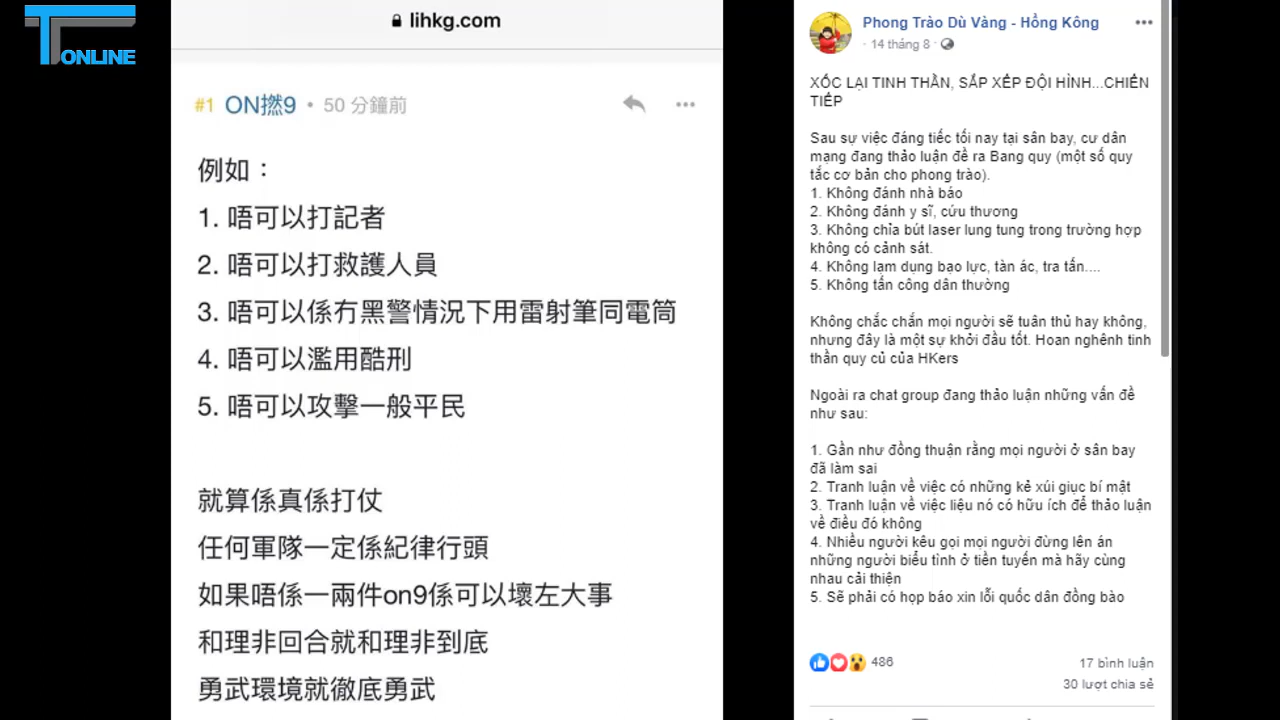 T ONLINE
lihkg.com
#1 ON撚9 • 50 分鐘前
例如：
1. 唔可以打記者
2. 唔可以打救護人員
3. 唔可以係冇黑警情況下用雷射筆同電筒
4. 唔可以濫用酷刑
5. 唔可以攻擊一般平民
就算係真係打仗
任何軍隊一定係紀律行頭
如果唔係一兩件on9係可以壞左大事
和理非回合就和理非到底
勇武環境就徹底勇武
Phong Trào Dù Vàng - Hồng Kông
· 14 tháng 8 ·
XỐC LẠI TINH THẦN, SẮP XẾP ĐỘI HÌNH...CHIẾN
TIẾP
Sau sự việc đáng tiếc tối nay tại sân bay, cư dân
mạng đang thảo luận đề ra Bang quy (một số quy
tắc cơ bản cho phong trào).
1. Không đánh nhà báo
2. Không đánh y sĩ, cứu thương
3. Không chĩa bút laser lung tung trong trường hợp
không có cảnh sát.
4. Không lạm dụng bạo lực, tàn ác, tra tấn....
5. Không tấn công dân thường
Không chắc chắn mọi người sẽ tuân thủ hay không,
nhưng đây là một sự khởi đầu tốt. Hoan nghênh tinh
thần quy củ của HKers
Ngoài ra chat group đang thảo luận những vấn đề
như sau:
1. Gần như đồng thuận rằng mọi người ở sân bay
đã làm sai
2. Tranh luận về việc có những kẻ xúi giục bí mật
3. Tranh luận về việc liệu nó có hữu ích để thảo luận
về điều đó không
4. Nhiều người kêu gọi mọi người đừng lên án
những người biểu tình ở tiền tuyến mà hãy cùng
nhau cải thiện
5. Sẽ phải có họp báo xin lỗi quốc dân đồng bào
486
17 bình luận
30 lượt chia sẻ